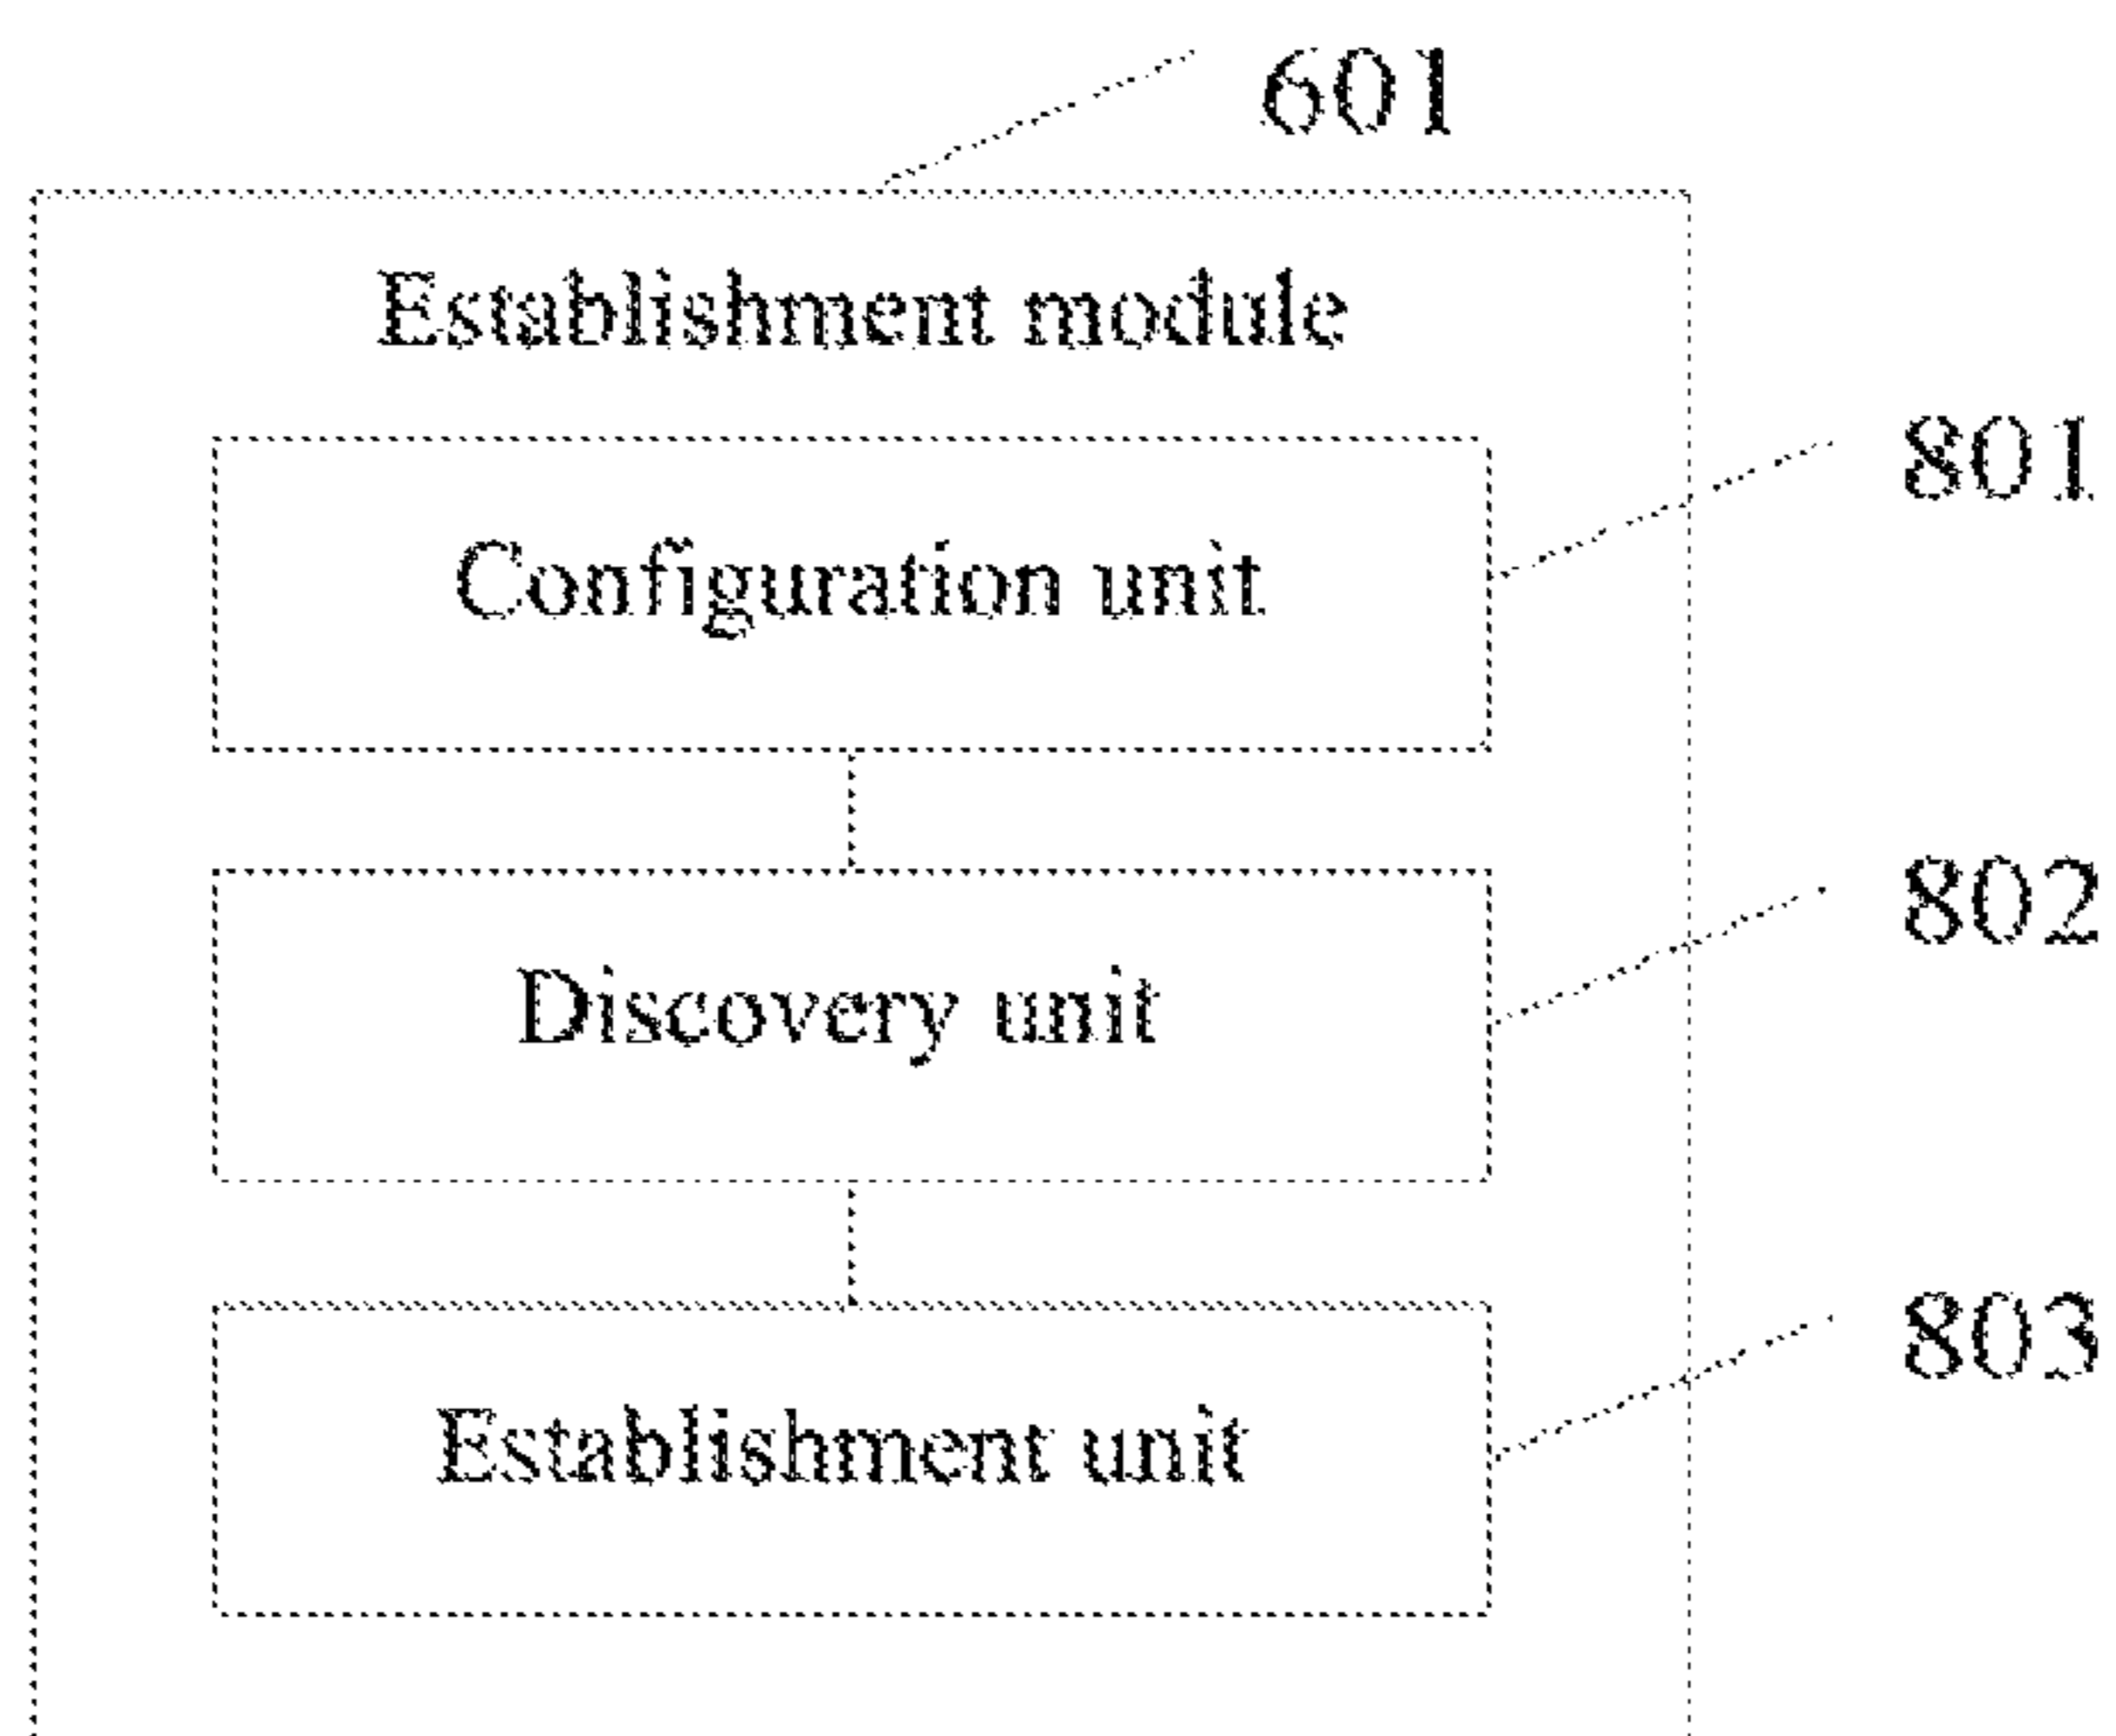 601
Establishment module
801
Configuration unit
802
Discovery unit
803
Establishment unit